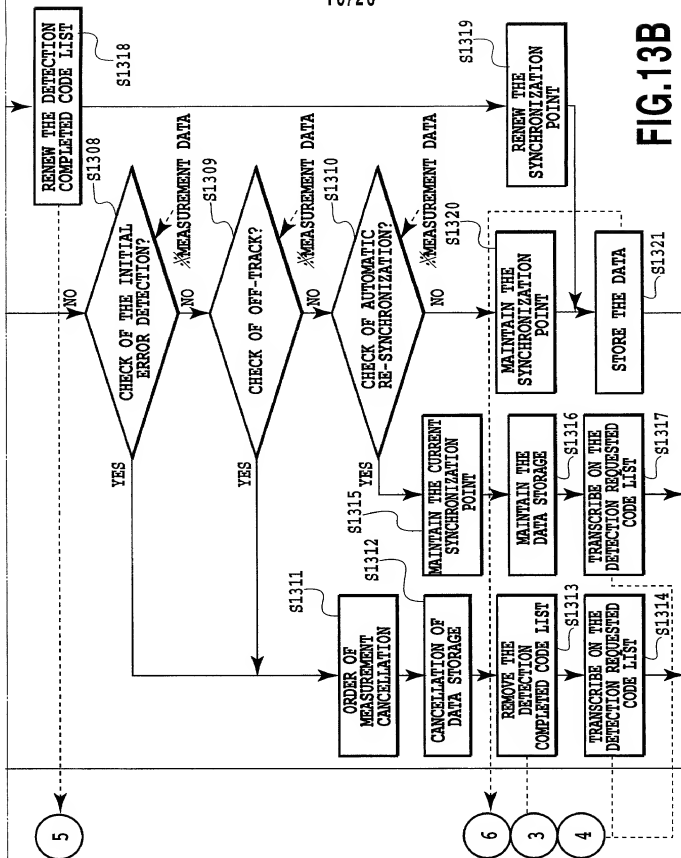 RENEW THE DETECTION
COMPLETED CODE LIST
S1318
NO
CHECK OF THE INITIAL
ERROR DETECTION?
S1308
YES
※MEASUREMENT DATA
NO
CHECK OF OFF-TRACK?
S1309
YES
※MEASUREMENT DATA
NO
CHECK OF AUTOMATIC
RE-SYNCHRONIZATION?
S1310
YES
※MEASUREMENT DATA
NO
RENEW THE
SYNCHRONIZATION
POINT
S1319
ORDER OF
MEASUREMENT
CANCELLATION
S1311
MAINTAIN THE CURRENT
SYNCHRONIZATION
POINT
S1315
MAINTAIN THE
SYNCHRONIZATION
POINT
S1320
CANCELLATION OF
DATA STORAGE
S1312
MAINTAIN THE
DATA STORAGE
S1316
STORE THE DATA
S1321
REMOVE THE
DETECTION
COMPLETED CODE LIST
S1313
TRANSCRIBE ON THE
DETECTION REQUESTED
CODE LIST
S1317
TRANSCRIBE ON THE
DETECTION REQUESTED
CODE LIST
S1314
5
6
3
4
FIG.13B